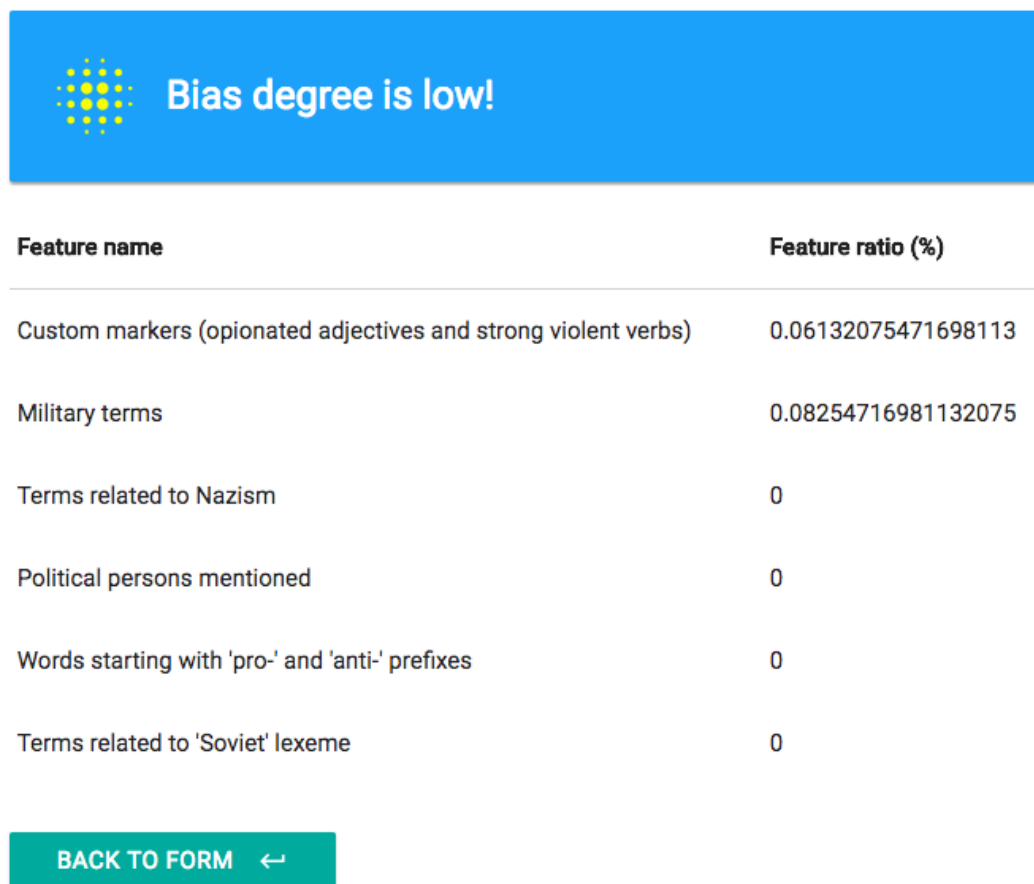 Bias degree is low!
Feature name Feature ratio (%)
Custom markers (opionated adjectives and strong violent verbs) 0.06132075471698113
Military terms 0.08254716981132075
Terms related to Nazism 0
Political persons mentioned 0
Words starting with 'pro-' and 'anti-' prefixes 0
Terms related to 'Soviet' lexeme 0
BACK TO FORM